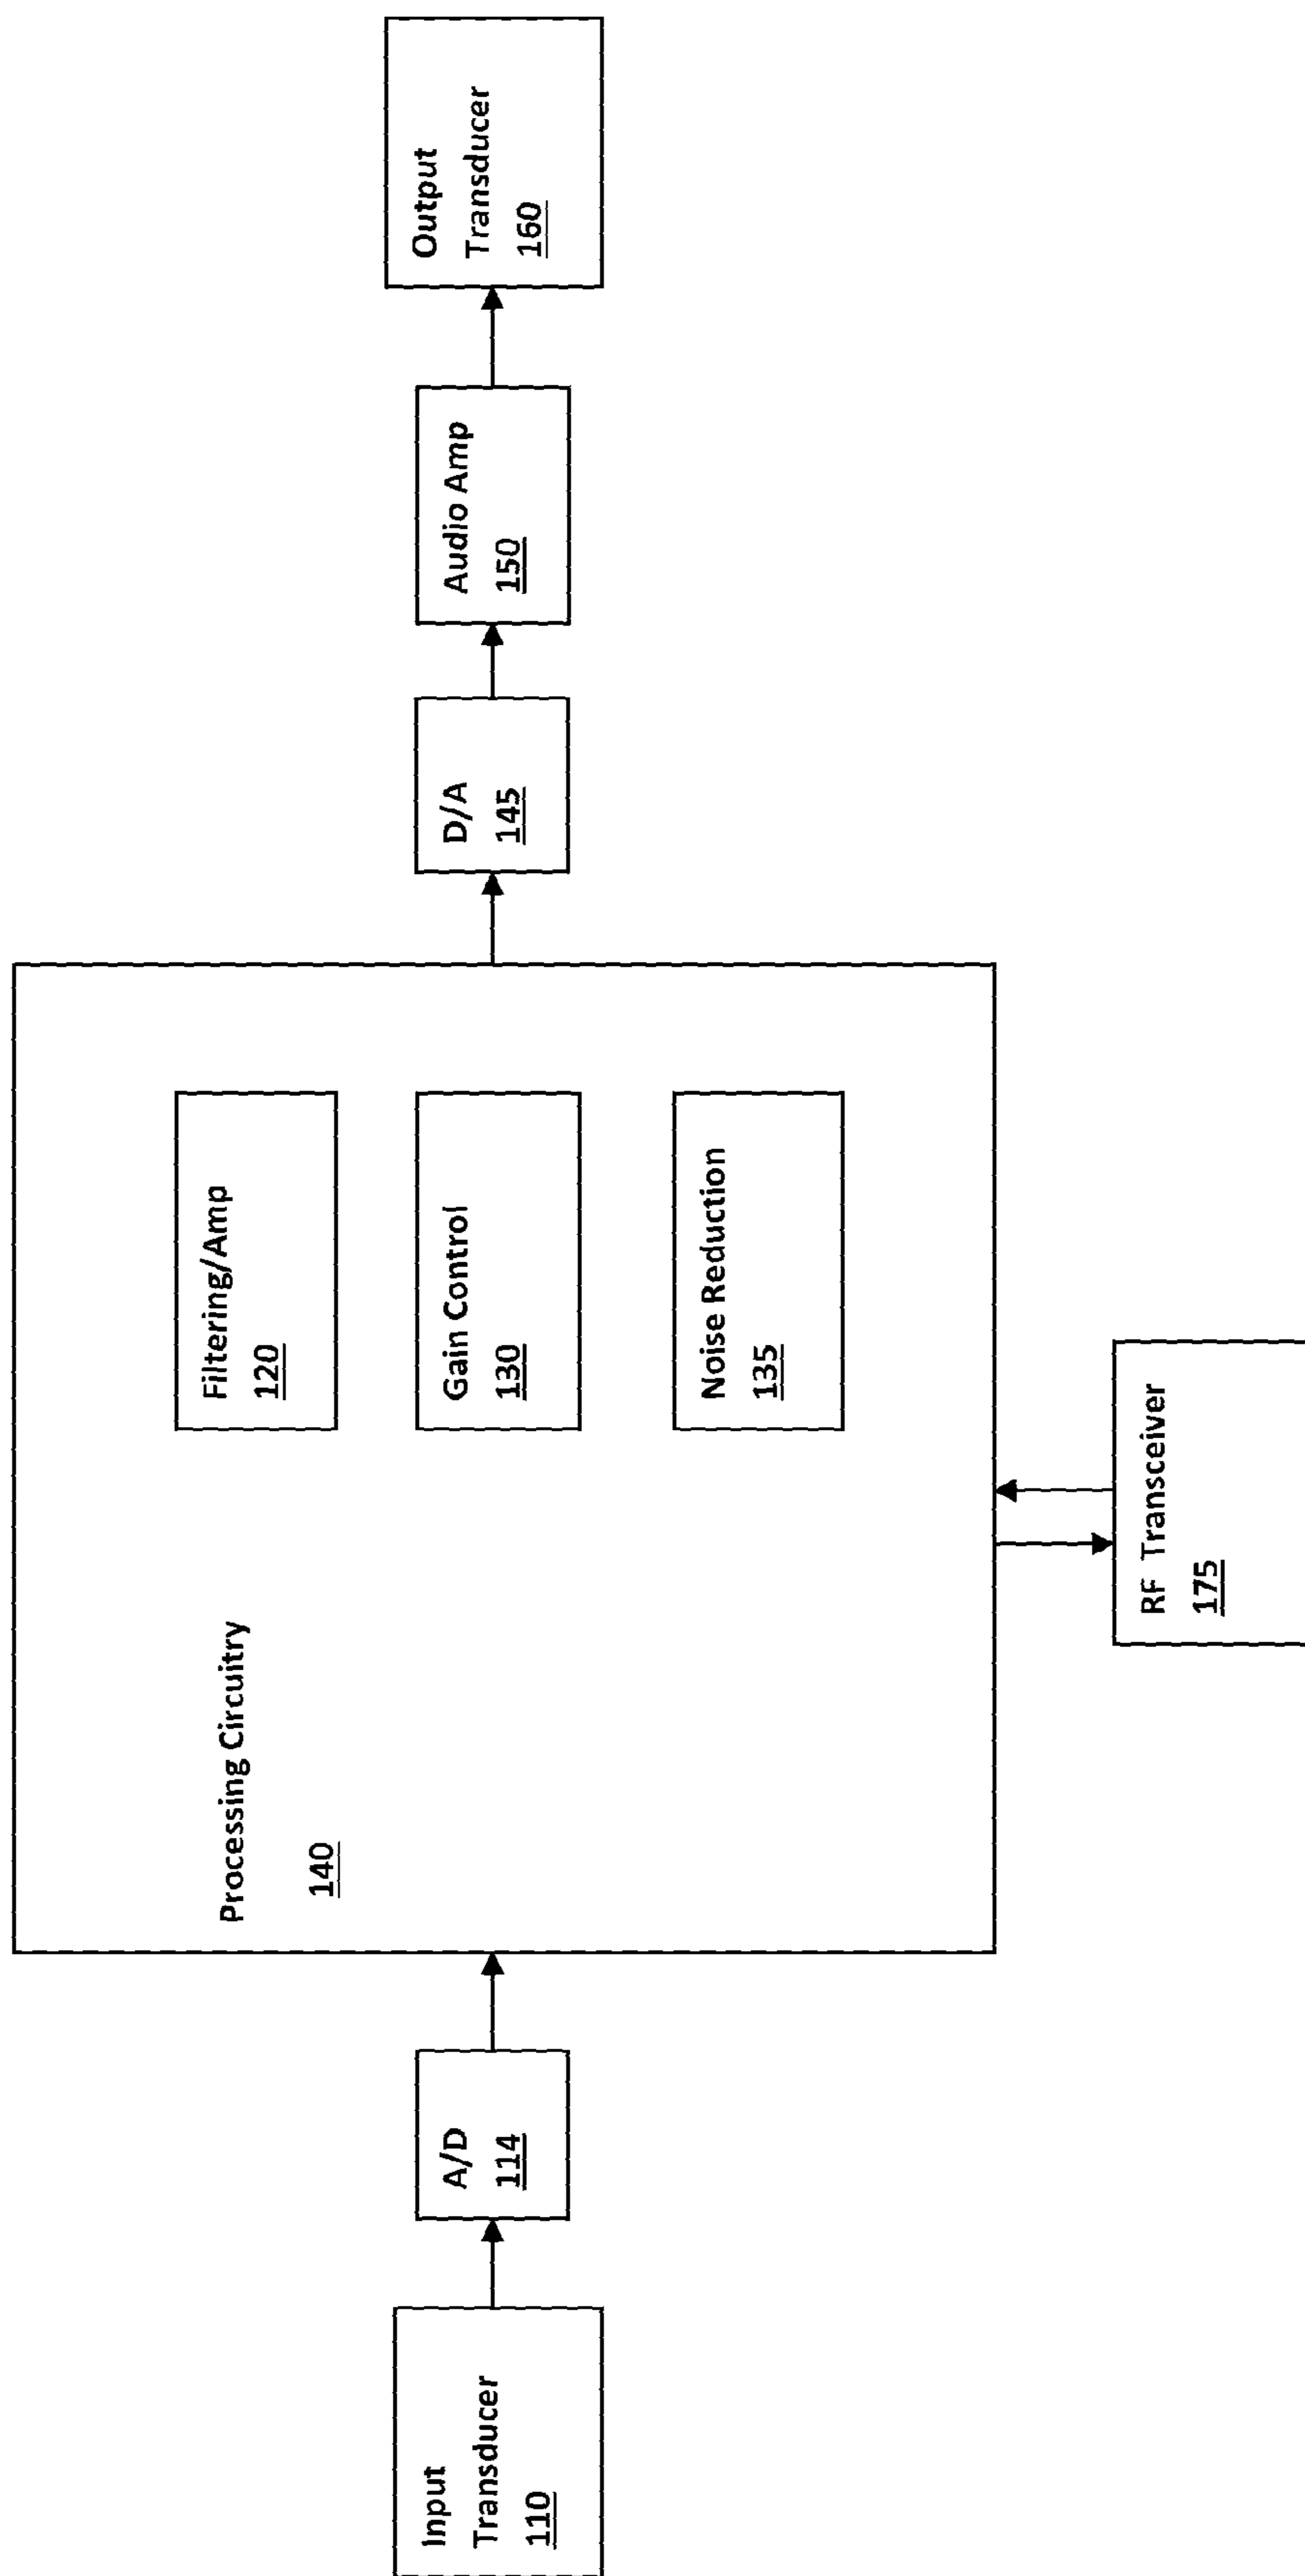 Input
Transducer
110
A/D
114
Processing Circuitry
140
Filtering/Amp
120
Gain Control
130
Noise Reduction
135
RF Transceiver
175
D/A
145
Audio Amp
150
Output
Transducer
160